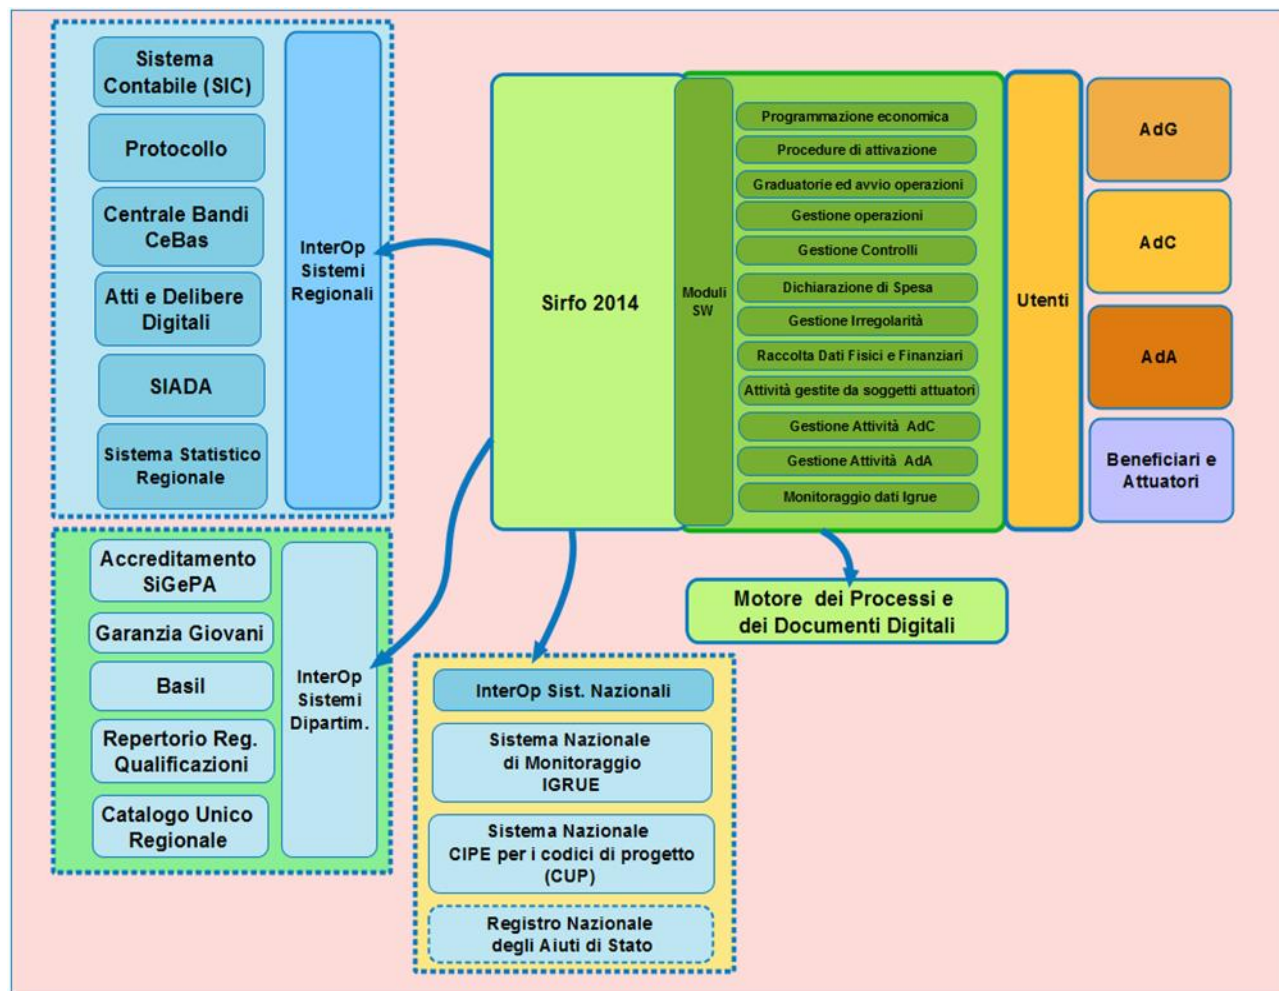 Sistema
Contabile (SIC)
Protocollo
Centrale Bandi
CeBas
Atti e Delibere
Digitali
SIADA
Sistema Statistico
Regionale
InterOp
Sistemi
Regionali
Accreditamento
SiGePA
Garanzia Giovani
Basil
Repertorio Reg.
Qualificazioni
Catalogo Unico
Regionale
InterOp
Sistemi
Dipartim.
Sirfo 2014
Moduli
SW
Programmazione economica
Procedure di attivazione
Graduatorie ed avvio operazioni
Gestione operazioni
Gestione Controlli
Dichiarazione di Spesa
Gestione Irregolarità
Raccolta Dati Fisici e Finanziari
Attività gestite da soggetti attuatori
Gestione Attività AdC
Gestione Attività AdA
Monitoraggio dati Igrue
Utenti
AdG
AdC
AdA
Beneficiari e
Attuatori
Motore dei Processi e
dei Documenti Digitali
InterOp Sist. Nazionali
Sistema Nazionale
di Monitoraggio
IGRUE
Sistema Nazionale
CIPE per i codici di progetto
(CUP)
Registro Nazionale
degli Aiuti di Stato